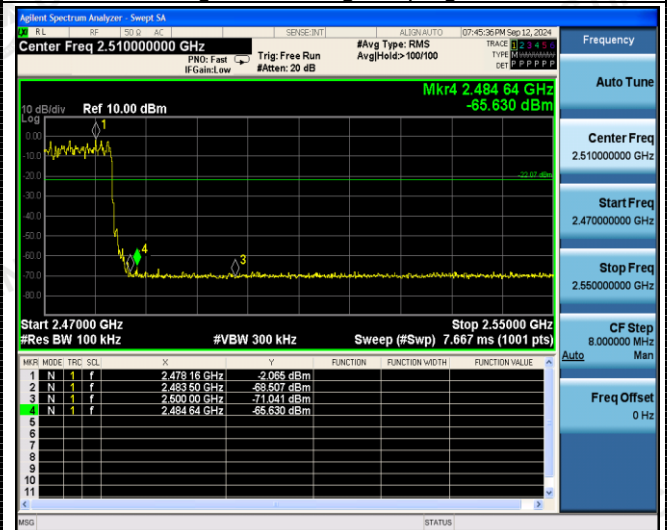 Agilent Spectrum Analyzer - Swept SA
RL RF 50 Ω AC SENSE:INT ALIGN AUTO 07:45:36 PM Sep 12, 2024
Center Freq 2.510000000 GHz #Avg Type: RMS TRACE 1 2 3 4 5 6
PNO: Fast Trig: Free Run Avg|Hold:> 100/100 TYPE M
IFGain:Low #Atten: 20 dB DET P P P P P P
Mkr4 2.484 64 GHz
10 dB/div Ref 10.00 dBm -65.630 dBm
Log
0.00
-10.0
-20.0
-30.0
-40.0
-50.0
-60.0
-70.0
-80.0
1
-22.07 dBm
4
3
Start 2.47000 GHz Stop 2.55000 GHz
#Res BW 100 kHz #VBW 300 kHz Sweep (#Swp) 7.667 ms (1001 pts)
MKR MODE TRC SCL X Y FUNCTION FUNCTION WIDTH FUNCTION VALUE
1 N 1 f 2.478 16 GHz -2.065 dBm
2 N 1 f 2.483 50 GHz -68.507 dBm
3 N 1 f 2.500 00 GHz -71.041 dBm
4 N 1 f 2.484 64 GHz -65.630 dBm
5
6
7
8
9
10
11
MSG STATUS
Frequency
Auto Tune
Center Freq
2.510000000 GHz
Start Freq
2.470000000 GHz
Stop Freq
2.550000000 GHz
CF Step
8.000000 MHz
Auto Man
Freq Offset
0 Hz